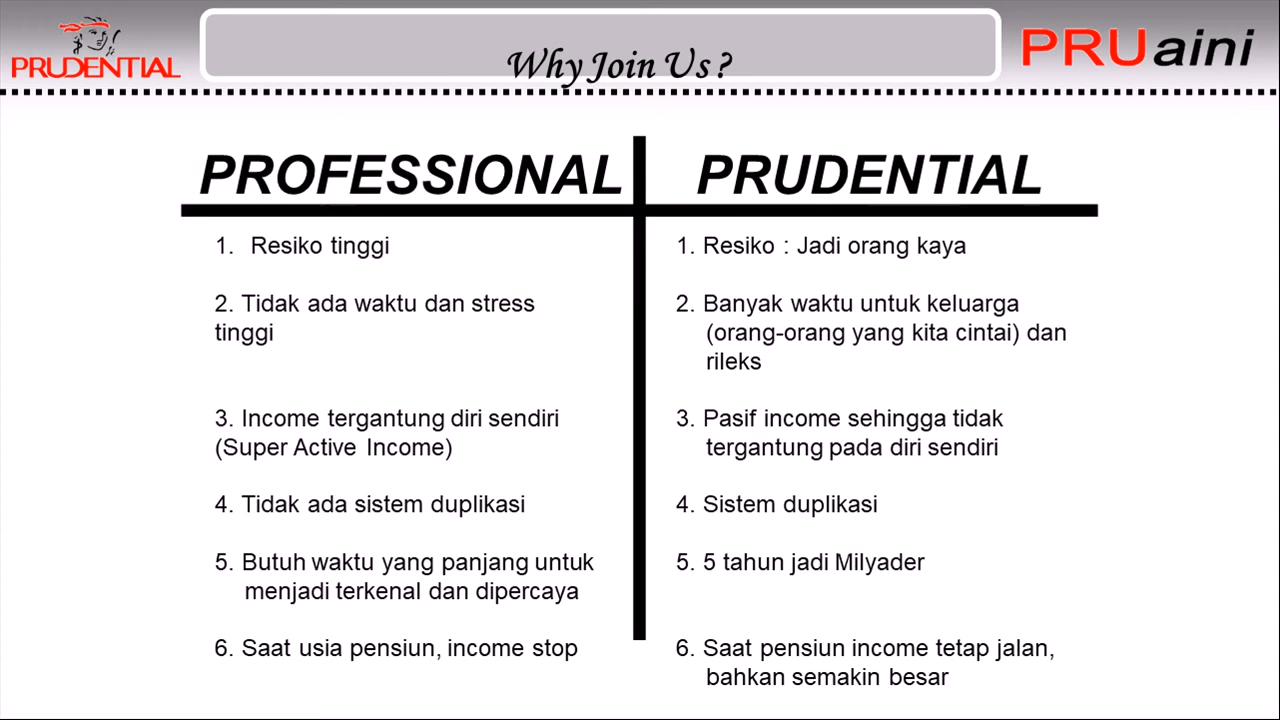 PRUDENTIAL
Why Join Us ?
PRUaini
PROFESSIONAL
1. Resiko tinggi
2. Tidak ada waktu dan stress
tinggi
3. Income tergantung diri sendiri
(Super Active Income)
4. Tidak ada sistem duplikasi
5. Butuh waktu yang panjang untuk
menjadi terkenal dan dipercaya
6. Saat usia pensiun, income stop
PRUDENTIAL
1. Resiko : Jadi orang kaya
2. Banyak waktu untuk keluarga
(orang-orang yang kita cintai) dan
rileks
3. Pasif income sehingga tidak
tergantung pada diri sendiri
4. Sistem duplikasi
5. 5 tahun jadi Milyader
6. Saat pensiun income tetap jalan,
bahkan semakin besar